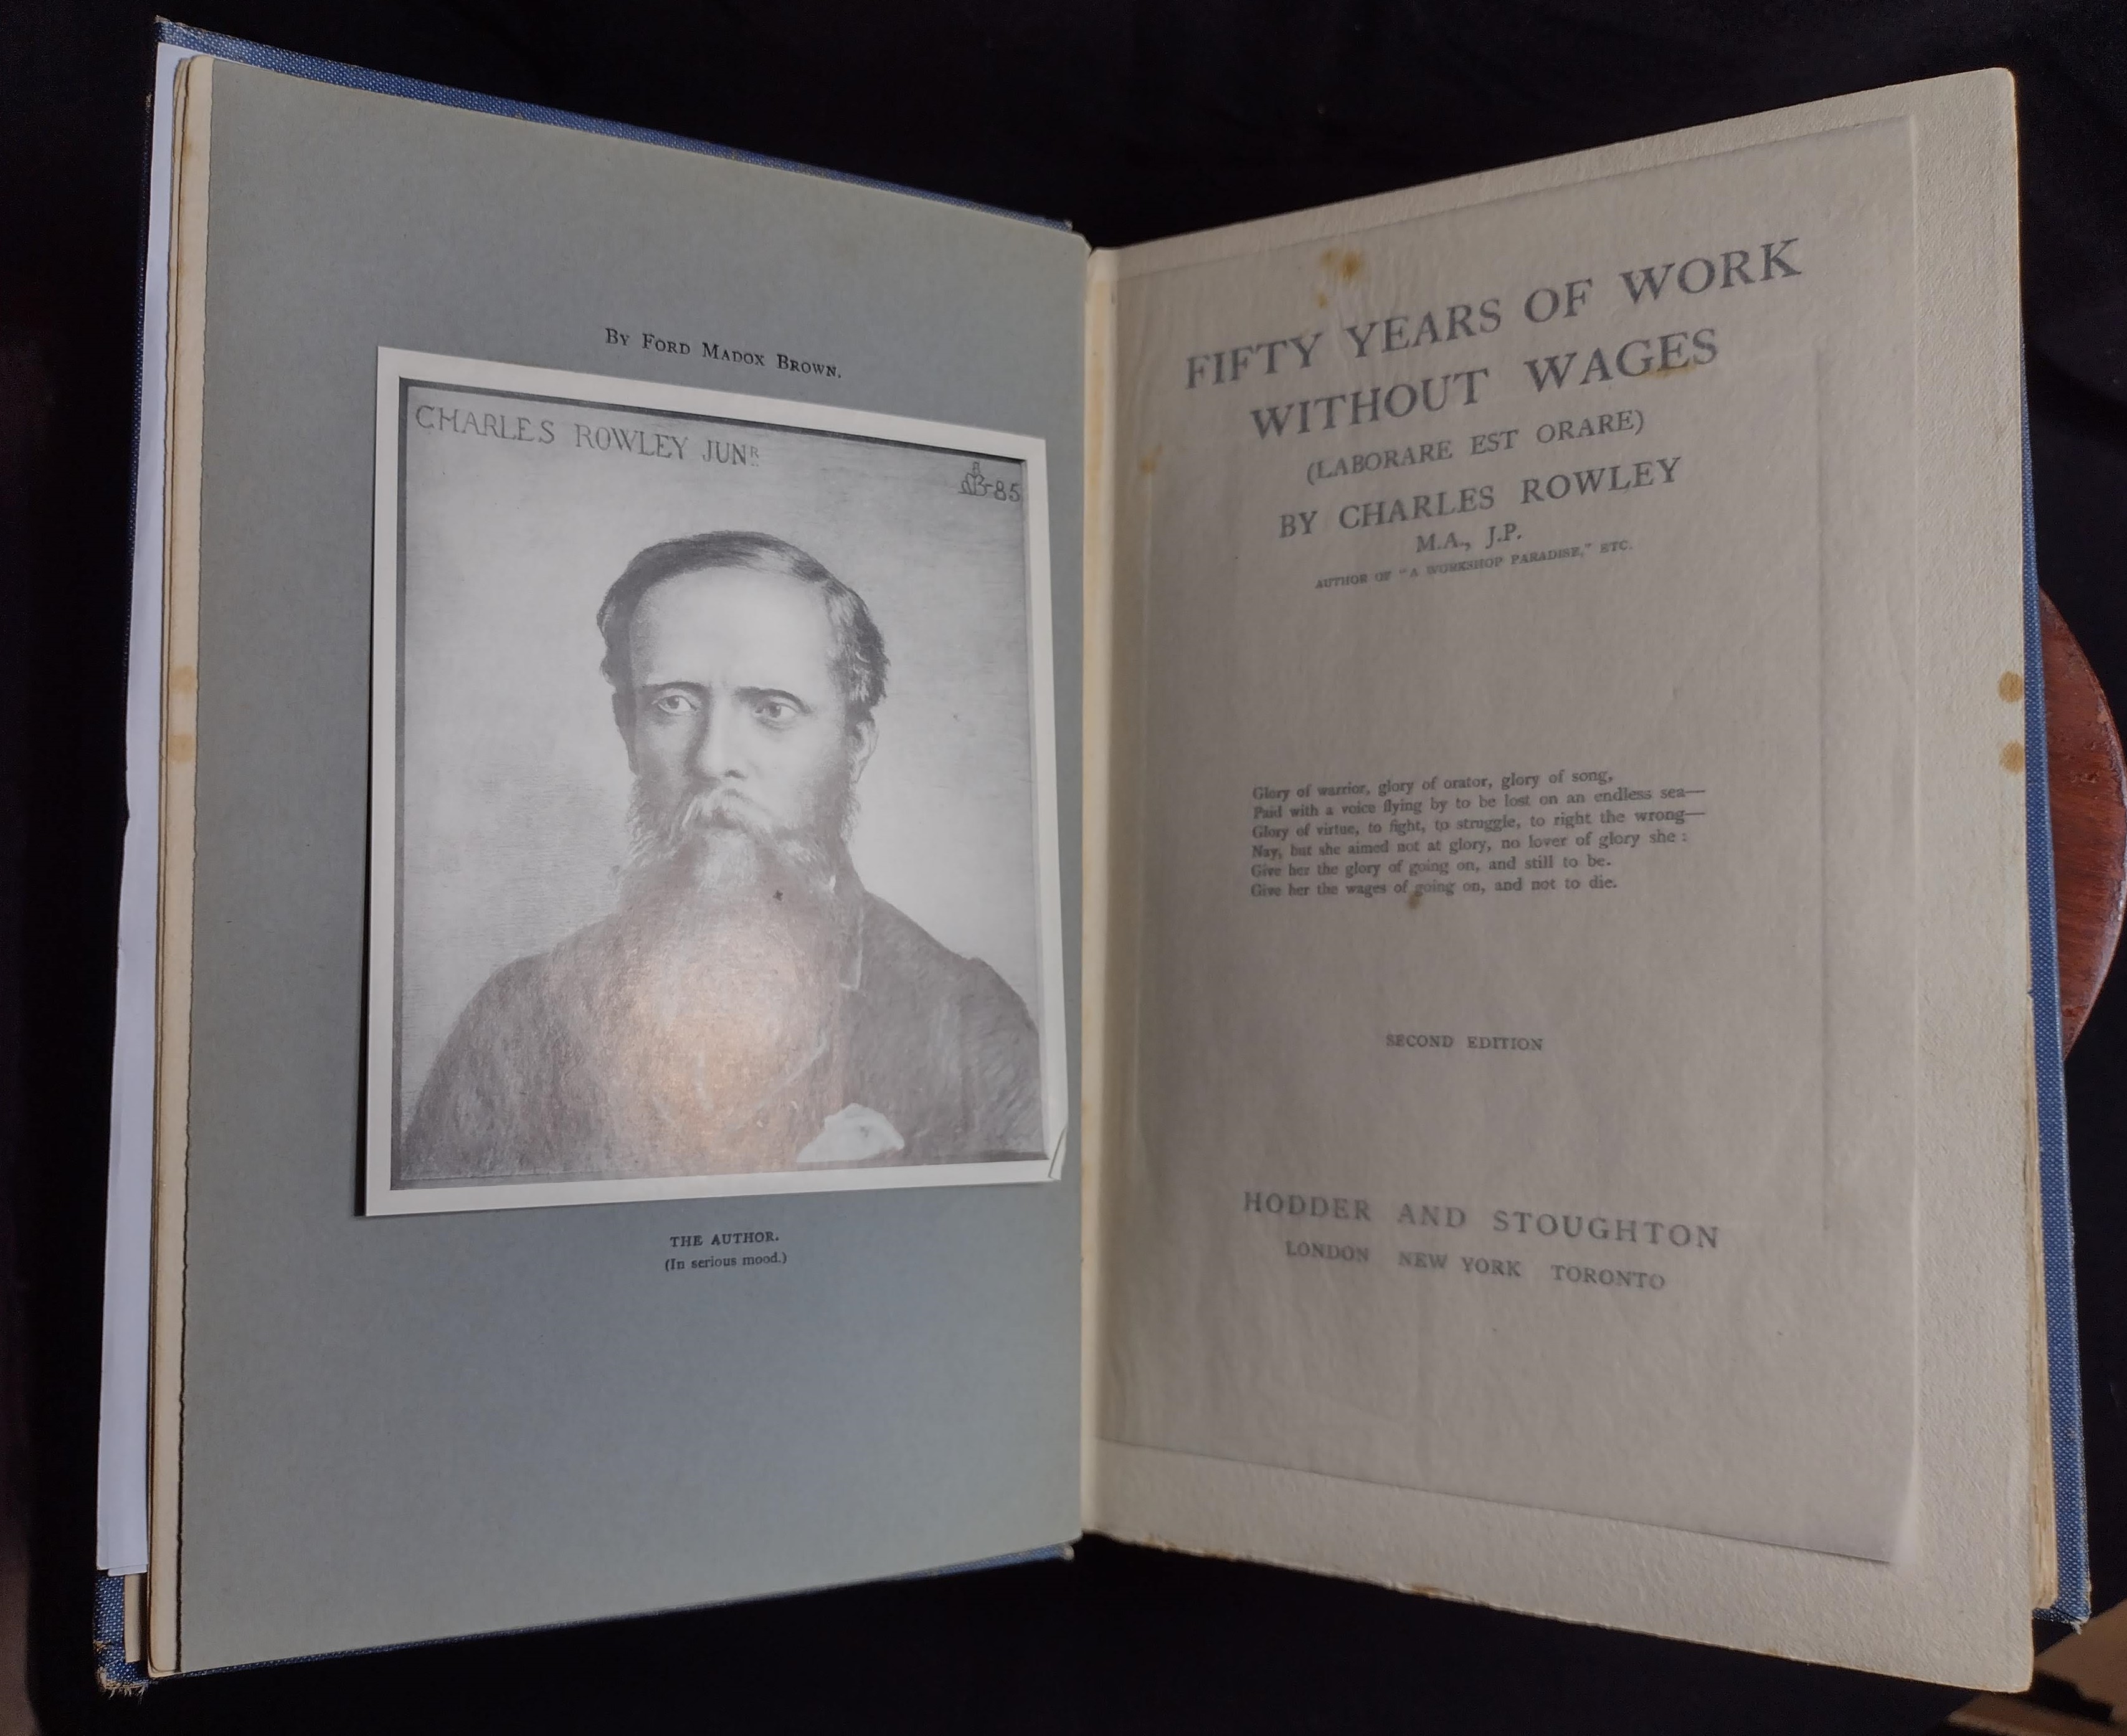 By Ford Madox Brown.
CHARLES ROWLEY JUNR
85
THE AUTHOR.
(In serious mood.)
FIFTY YEARS OF WORK
WITHOUT WAGES
(LABORARE EST ORARE)
BY CHARLES ROWLEY
M.A., J.P.
AUTHOR OF "A WORKSHOP PARADISE," ETC.
Glory of warrior, glory of orator, glory of song,
Paid with a voice flying by to be lost on an endless sea—
Glory of virtue, to fight, to struggle, to right the wrong—
Nay, but she aimed not at glory, no lover of glory she :
Give her the glory of going on, and still to be.
Give her the wages of going on, and not to die.
SECOND EDITION
HODDER AND STOUGHTON
LONDON NEW YORK TORONTO